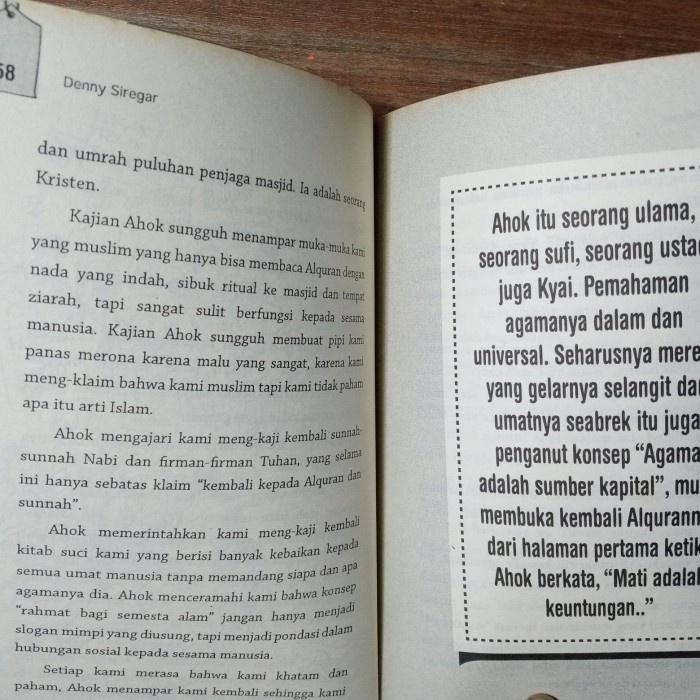 58
Denny Siregar
dan umrah puluhan penjaga masjid. Ia adalah seorang
Kristen.
Kajian Ahok sungguh menampar muka-muka kami
yang muslim yang hanya bisa membaca Alquran dengan
nada yang indah, sibuk ritual ke masjid dan tempat
ziarah, tapi sangat sulit berfungsi kepada sesama
manusia. Kajian Ahok sungguh membuat pipi kami
panas merona karena malu yang sangat, karena kami
meng-klaim bahwa kami muslim tapi kami tidak paham
apa itu arti Islam.
Ahok mengajari kami meng-kaji kembali sunnah-
sunnah Nabi dan firman-firman Tuhan, yang selama
ini hanya sebatas klaim "kembali kepada Alquran dan
sunnah".
Ahok memerintahkan kami meng-kaji kembali
kitab suci kami yang berisi banyak kebaikan kepada
semua umat manusia tanpa memandang siapa dan apa
agamanya dia. Ahok menceramahi kami bahwa konsep
"rahmat bagi semesta alam" jangan hanya menjadi
slogan mimpi yang diusung, tapi menjadi pondasi dalam
hubungan sosial kepada sesama manusia.
Setiap kami merasa bahwa kami khatam dan
paham, Ahok menampar kami kembali sehingga kami
Ahok itu seorang ulama,
seorang sufi, seorang
juga Kyai. Pemahaman
agamanya dalam dan
universal. Seharusnya
yang gelarnya selangit
umatnya seabrek itu juga
penganut konsep "Agama
adalah sumber kapital",
membuka kembali
dari halaman pertama
Ahok berkata, "Mati
keuntungan.."